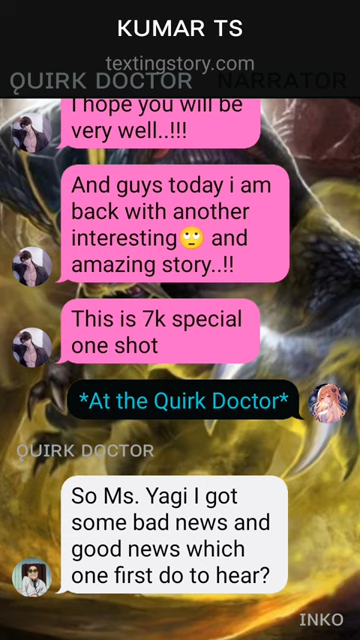 KUMAR TS
textingstory.com
QUIRK DOCTOR NARRATOR
I hope you will be
very well..!!!
And guys today i am
back with another
interesting🙄 and
amazing story..!!
This is 7k special
one shot
*At the Quirk Doctor*
QUIRK DOCTOR
So Ms. Yagi I got
some bad news and
good news which
one first do to hear?
INKO